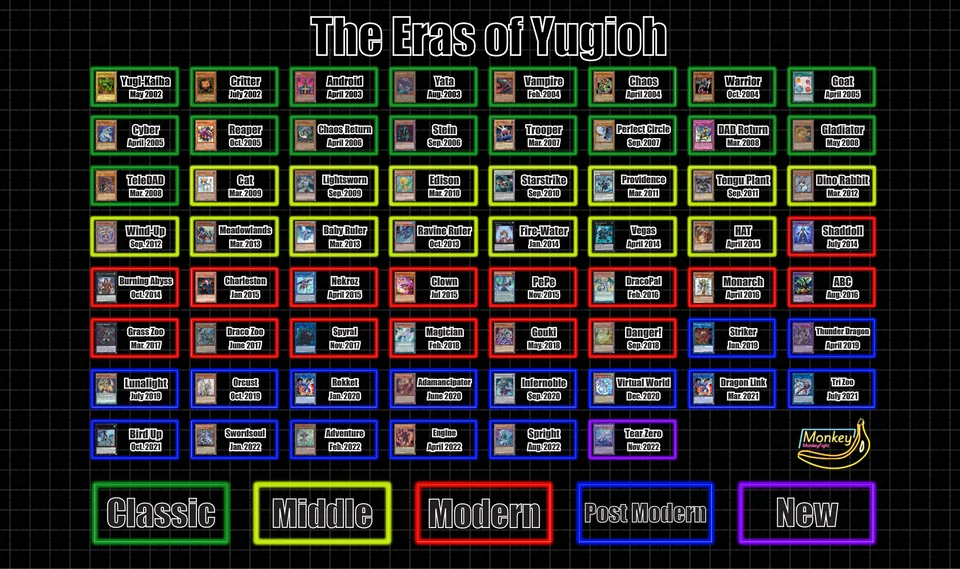 The Eras of Yugioh
Yugi-Kaiba
May 2002
Critter
July 2002
Android
April 2003
Yata
Aug. 2003
Vampire
Feb. 2004
Chaos
April 2004
Warrior
Oct. 2004
Goat
April 2005
Cyber
April 2005
Reaper
Oct. 2005
Chaos Return
April 2006
Stein
Sep. 2006
Trooper
Mar. 2007
Perfect Circle
Sep. 2007
DAD Return
Mar. 2008
Gladiator
May 2008
TeleDAD
Mar. 2008
Cat
Mar. 2009
Lightsworn
Sep. 2009
Edison
Mar. 2010
Starstrike
Sep. 2010
Providence
Mar. 2011
Tengu Plant
Sep. 2011
Dino Rabbit
Mar. 2012
Wind-Up
Sep. 2012
Meadowlands
Mar. 2013
Baby Ruler
Mar. 2013
Ravine Ruler
Oct. 2013
Fire-Water
Jan. 2014
Vegas
April 2014
HAT
April 2014
Shaddoll
July 2014
Burning Abyss
Oct. 2014
Charleston
Jan 2015
Nekroz
April 2015
Clown
Jul 2015
PePe
Nov. 2015
DracoPal
Feb. 2016
Monarch
April 2016
ABC
Aug. 2016
Grass Zoo
Mar. 2017
Draco Zoo
June 2017
Spyral
Nov. 2017
Magician
Feb. 2018
Gouki
May. 2018
Danger!
Sep. 2018
Striker
Jan. 2019
Thunder Dragon
April 2019
Lunalight
July 2019
Orcust
Oct. 2019
Rokket
Jan. 2020
Adamancipator
June 2020
Infernoble
Sep. 2020
Virtual World
Dec. 2020
Dragon Link
Mar. 2021
Tri Zoo
July 2021
Bird Up
Oct. 2021
Swordsoul
Jan. 2022
Adventure
Feb. 2022
Engine
April 2022
Spright
Aug. 2022
Tear Zero
Nov. 2022
Monkey
MonkeyFight
Classic
Middle
Modern
Post Modern
New